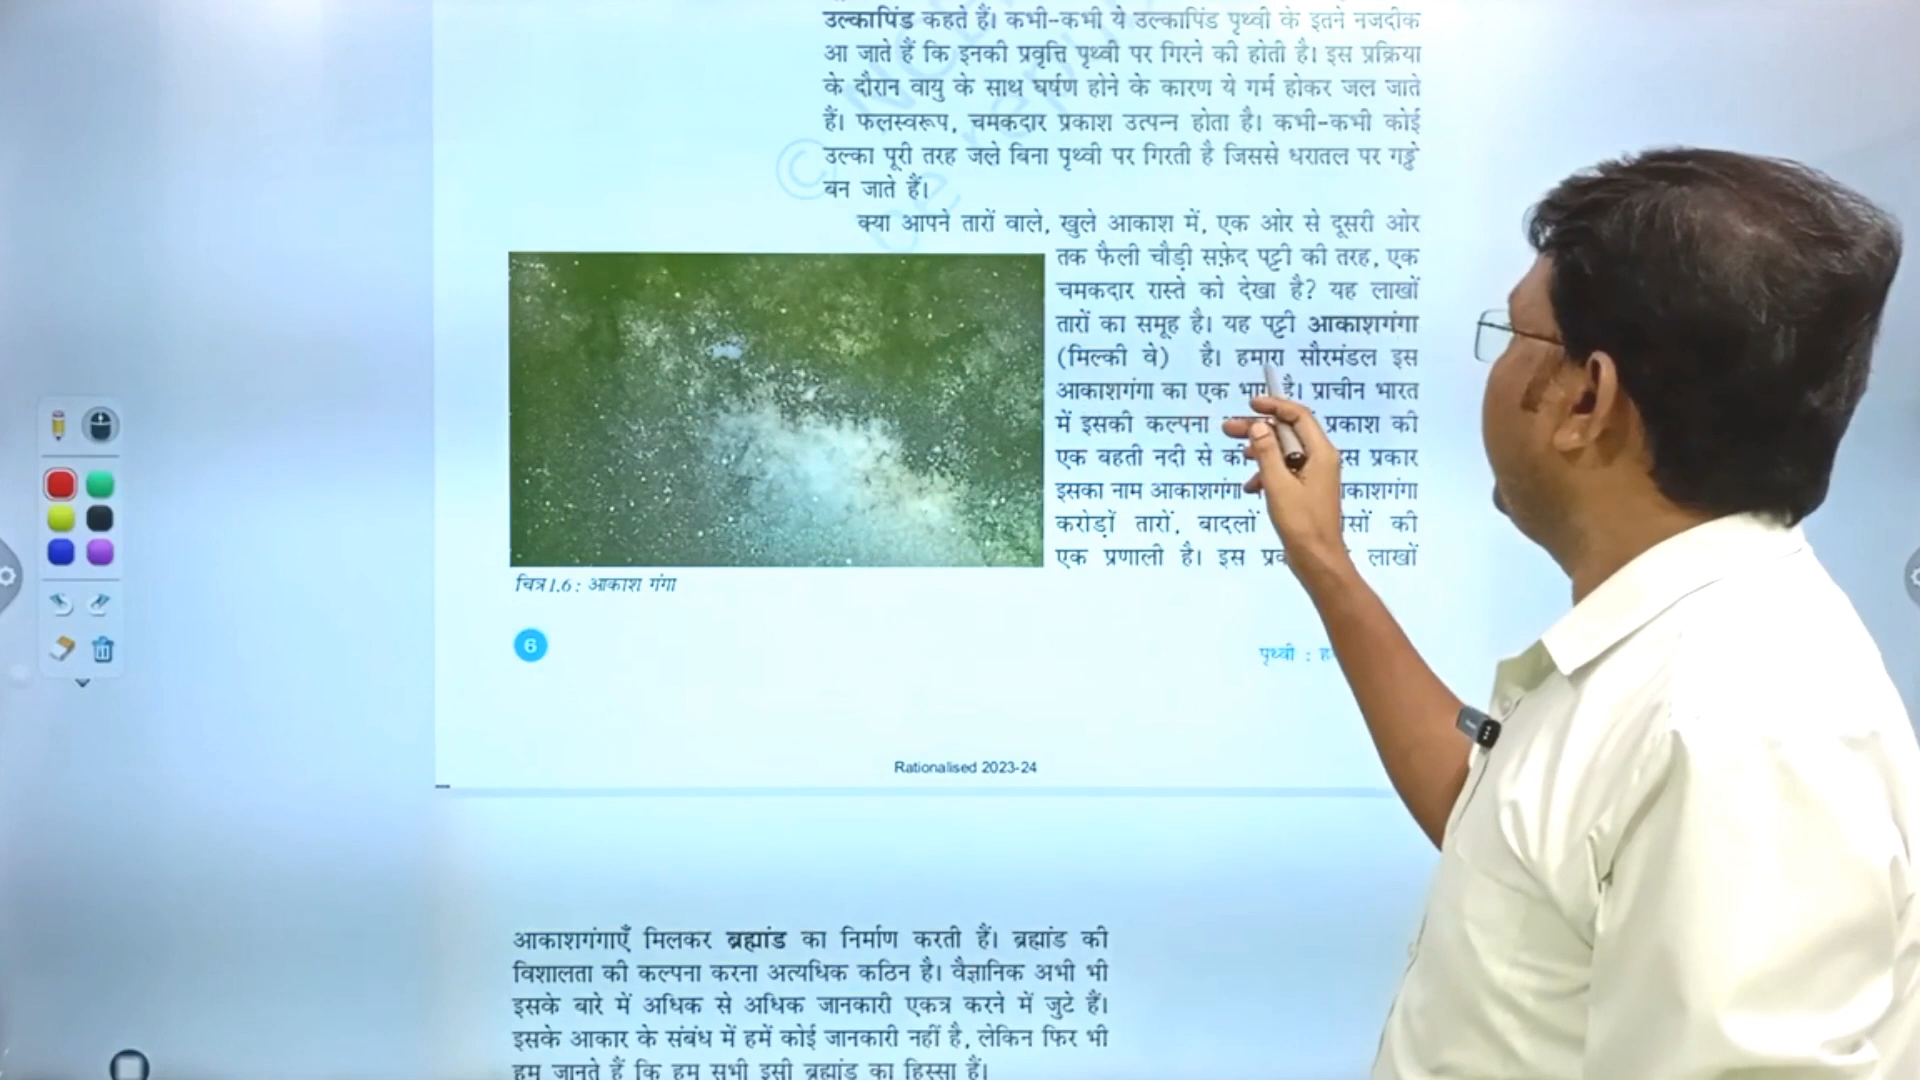 उल्कापिंड कहते हैं। कभी-कभी ये उल्कापिंड पृथ्वी के इतने नजदीक
आ जाते हैं कि इनकी प्रवृत्ति पृथ्वी पर गिरने की होती है। इस प्रक्रिया
के दौरान वायु के साथ घर्षण होने के कारण ये गर्म होकर जल जाते
हैं। फलस्वरूप, चमकदार प्रकाश उत्पन्न होता है। कभी-कभी कोई
उल्का पूरी तरह जले बिना पृथ्वी पर गिरती है जिससे धरातल पर गड्ढे
बन जाते हैं।
क्या आपने तारों वाले, खुले आकाश में, एक ओर से दूसरी ओर
तक फैली चौड़ी सफ़ेद पट्टी की तरह, एक
चमकदार रास्ते को देखा है? यह लाखों
तारों का समूह है। यह पट्टी आकाशगंगा
(मिल्की वे) है। हमारा सौरमंडल इस
आकाशगंगा का एक भाग है। प्राचीन भारत
में इसकी कल्पना प्रकाश की
एक बहती नदी से की प्रकार
इसका नाम आकाशगंगा
करोड़ों तारों, बादलों की
एक प्रणाली है। इस लाखों
चित्र1.6: आकाश गंगा
6
पृथ्वी :
Rationalised 2023-24
आकाशगंगाएँ मिलकर ब्रह्मांड का निर्माण करती हैं। ब्रह्मांड की
विशालता की कल्पना करना अत्यधिक कठिन है। वैज्ञानिक अभी भी
इसके बारे में अधिक से अधिक जानकारी एकत्र करने में जुटे हैं।
इसके आकार के संबंध में हमें कोई जानकारी नहीं है, लेकिन फिर भी
हम जानते हैं कि हम सभी इसी ब्रह्मांड का हिस्सा हैं।